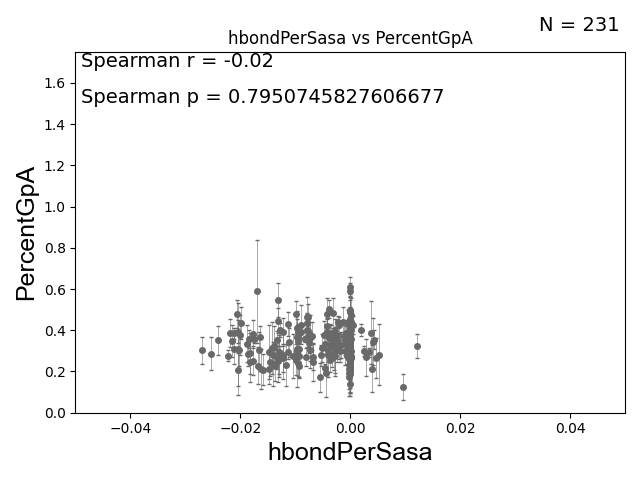 N = 231
hbondPerSasa vs PercentGpA
Spearman r = -0.02
Spearman p = 0.7950745827606677
PercentGpA
1.6
1.4
1.2
1.0
0.8
0.6
0.4
0.2
0.0
−0.04
−0.02
0.00
0.02
0.04
hbondPerSasa